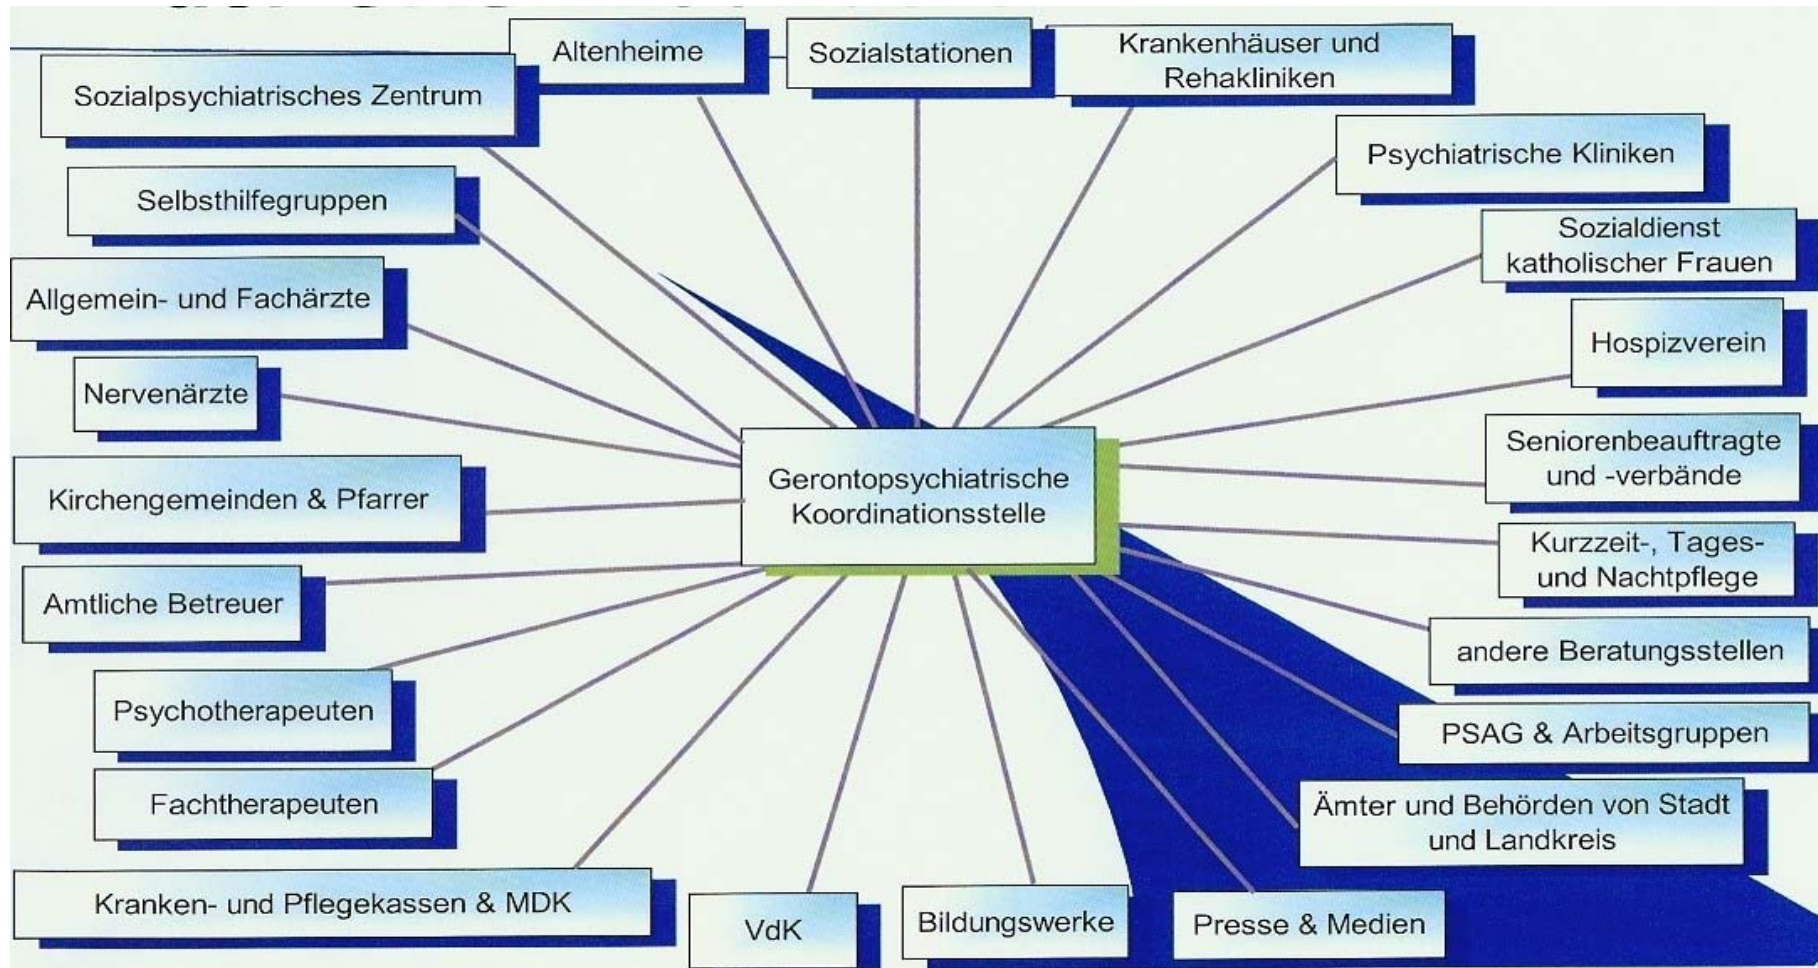 Altenheime
Sozialstationen
Krankenhäuser und
Rehakliniken
Sozialpsychiatrisches Zentrum
Psychiatrische Kliniken
Selbsthilfegruppen
Sozialdienst
katholischer Frauen
Allgemein- und Fachärzte
Hospizverein
Nervenärzte
Seniorenbeauftragte
und -verbände
Gerontopsychiatrische
Koordinationsstelle
Kirchengemeinden & Pfarrer
Kurzzeit-, Tages-
und Nachtpflege
Amtliche Betreuer
andere Beratungsstellen
Psychotherapeuten
PSAG & Arbeitsgruppen
Fachtherapeuten
Ämter und Behörden von Stadt
und Landkreis
Kranken- und Pflegekassen & MDK
VdK
Bildungswerke
Presse & Medien